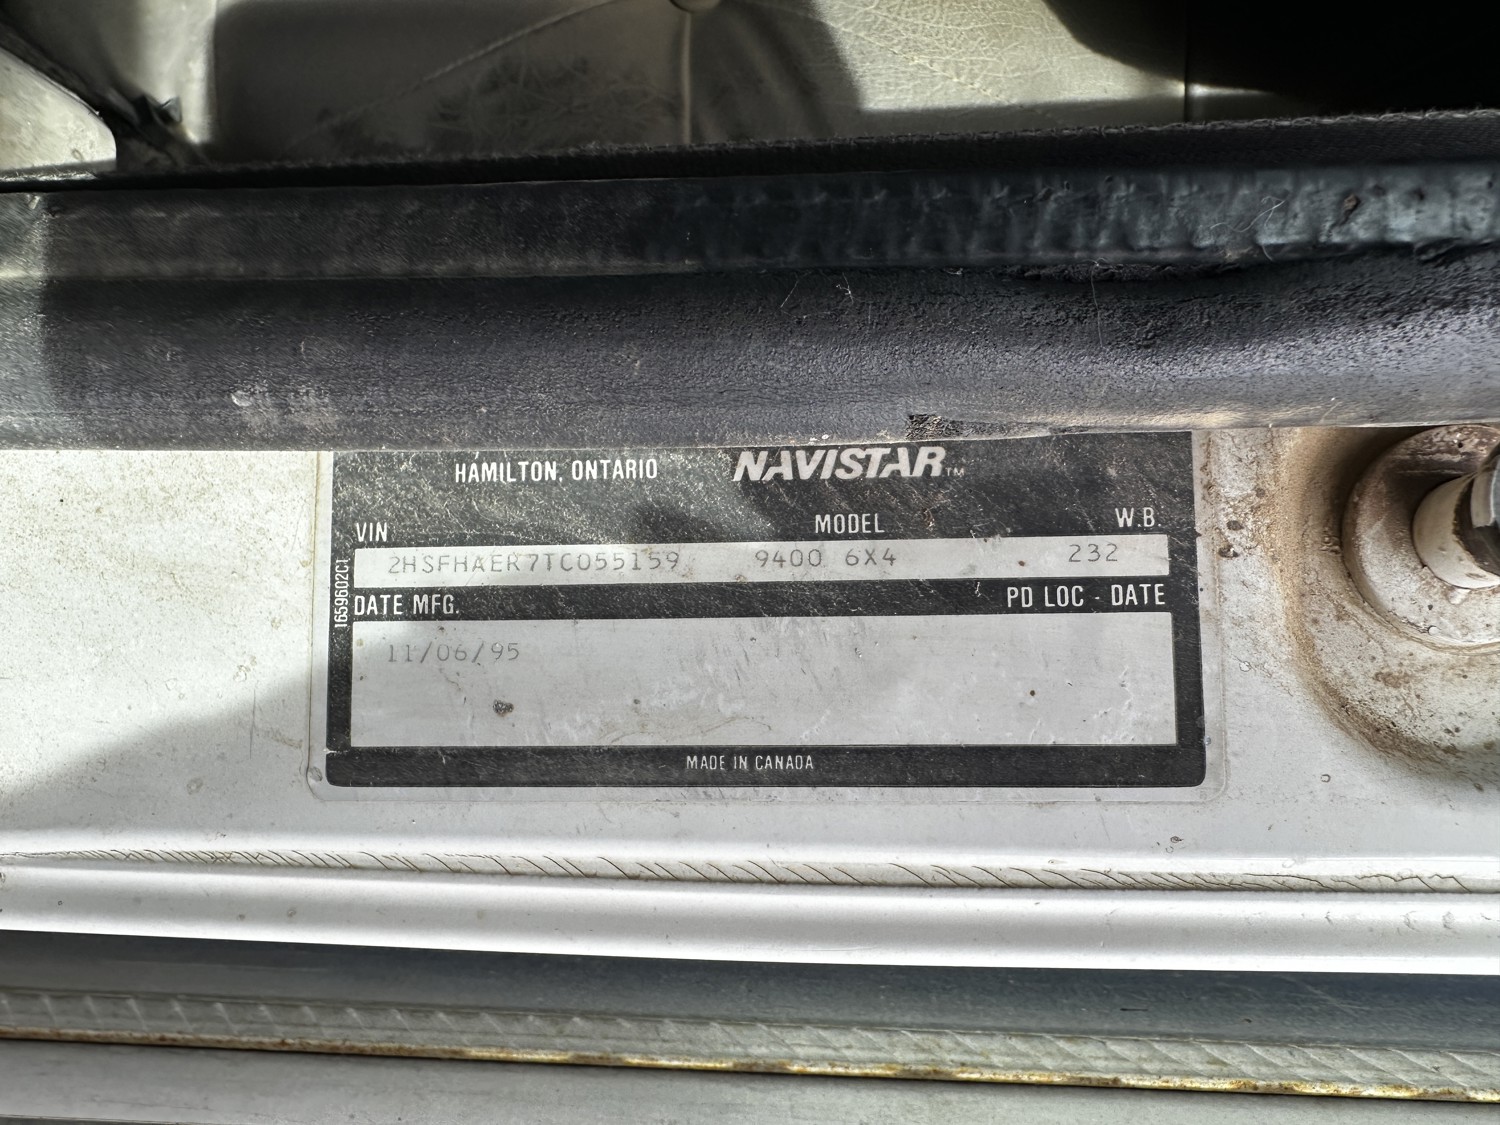 HAMILTON, ONTARIO NAVISTAR™
VIN MODEL W.B.
2HSFHAER7TC055159 9400 6X4 232
DATE MFG. PD LOC - DATE
11/06/95
MADE IN CANADA
1659602C1